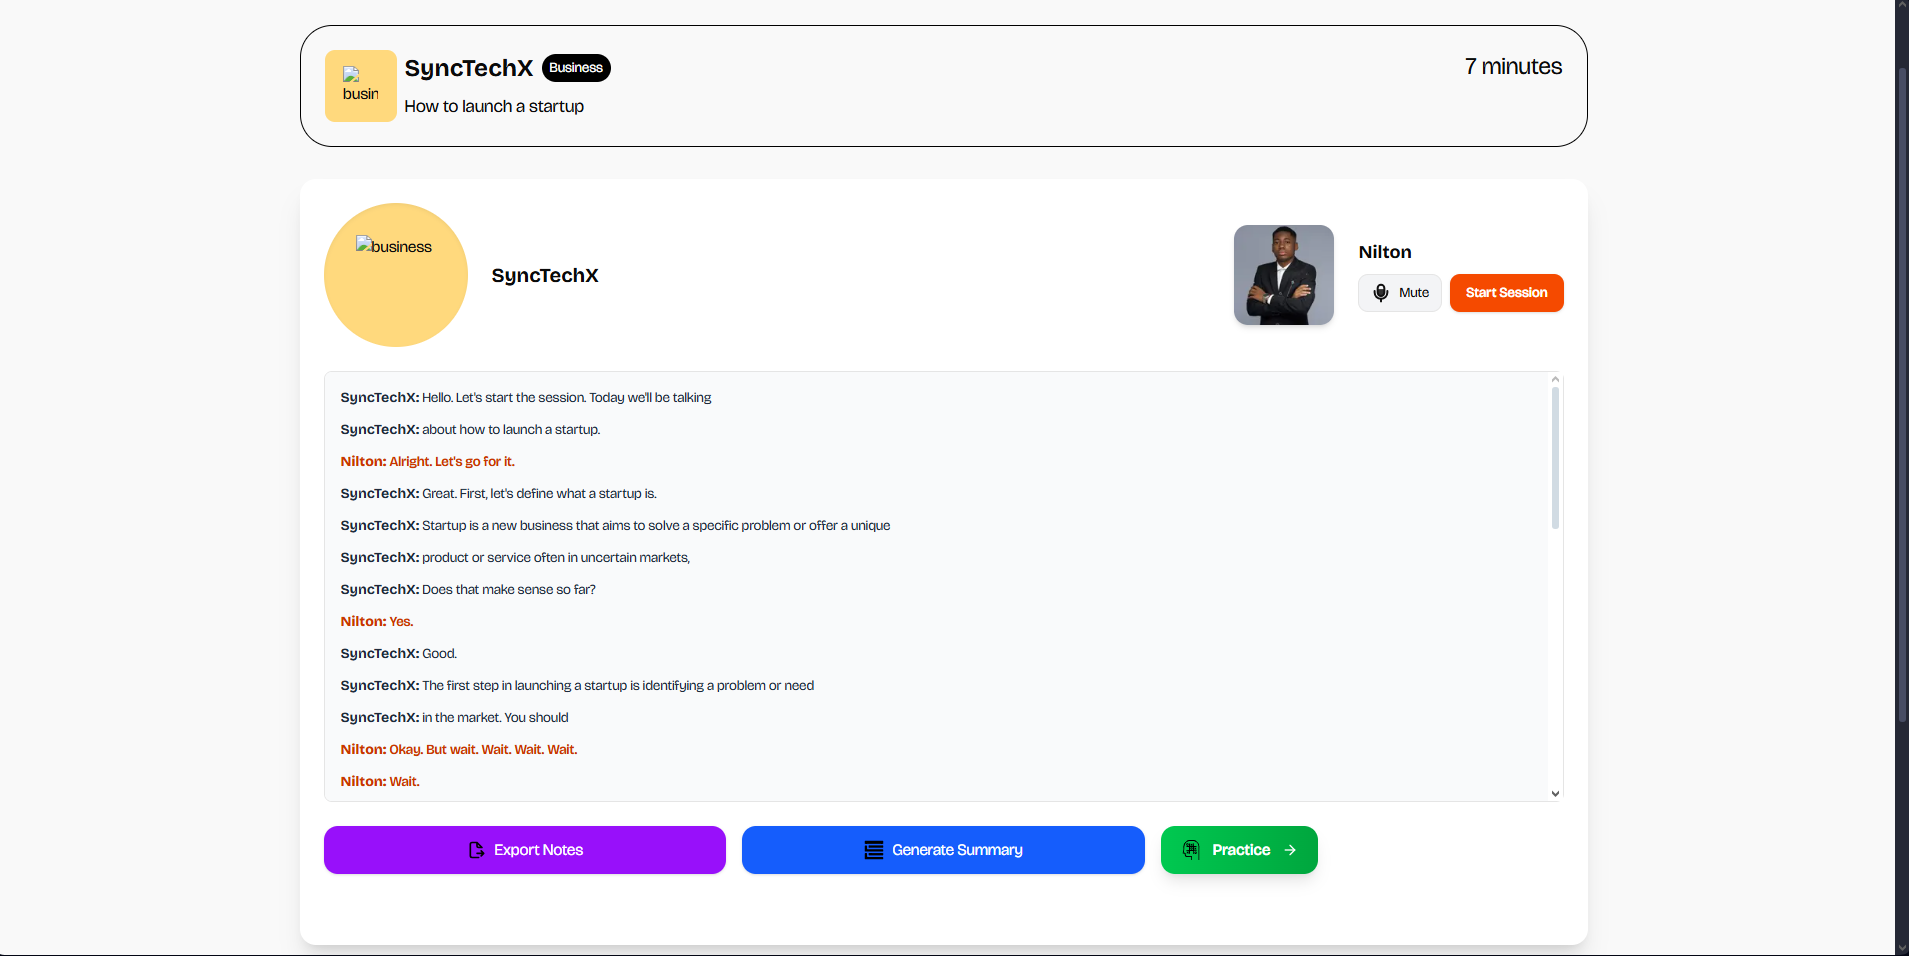 SyncTechX Business
7 minutes
busin
How to launch a startup
business
SyncTechX
Nilton
Mute
Start Session
SyncTechX: Hello. Let's start the session. Today we'll be talking
SyncTechX: about how to launch a startup.
Nilton: Alright. Let's go for it.
SyncTechX: Great. First, let's define what a startup is.
SyncTechX: Startup is a new business that aims to solve a specific problem or offer a unique
SyncTechX: product or service often in uncertain markets,
SyncTechX: Does that make sense so far?
Nilton: Yes.
SyncTechX: Good.
SyncTechX: The first step in launching a startup is identifying a problem or need
SyncTechX: in the market. You should
Nilton: Okay. But wait. Wait. Wait. Wait.
Nilton: Wait.
Export Notes
Generate Summary
Practice